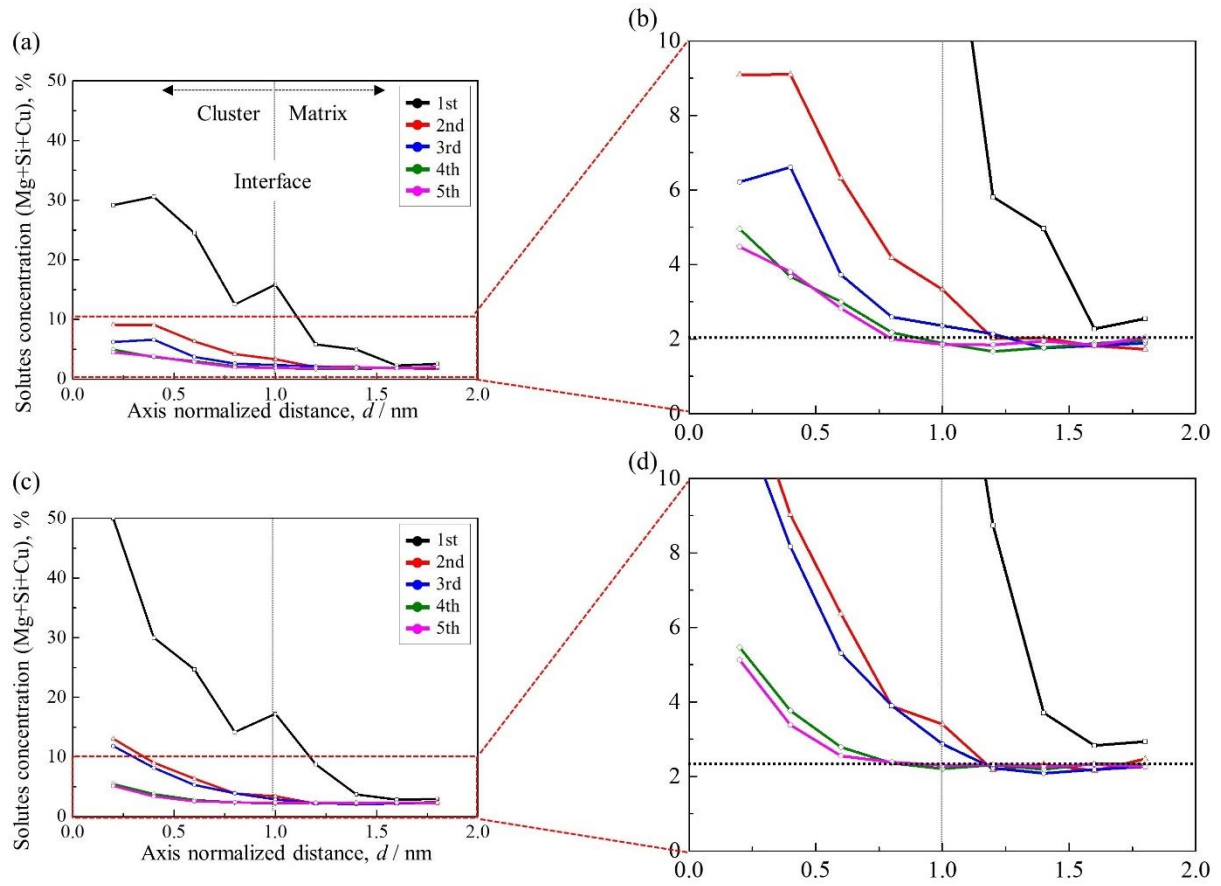 (a)
Solutes concentration (Mg+Si+Cu), %
50
40
30
20
10
0
Cluster
Matrix
Interface
1st
2nd
3rd
4th
5th
0.0 0.5 1.0 1.5 2.0
Axis normalized distance, d / nm
(b)
10
8
6
4
2
0
0.0 0.5 1.0 1.5 2.0
(c)
Solutes concentration (Mg+Si+Cu), %
50
40
30
20
10
0
1st
2nd
3rd
4th
5th
0.0 0.5 1.0 1.5 2.0
Axis normalized distance, d / nm
(d)
10
8
6
4
2
0
0.0 0.5 1.0 1.5 2.0